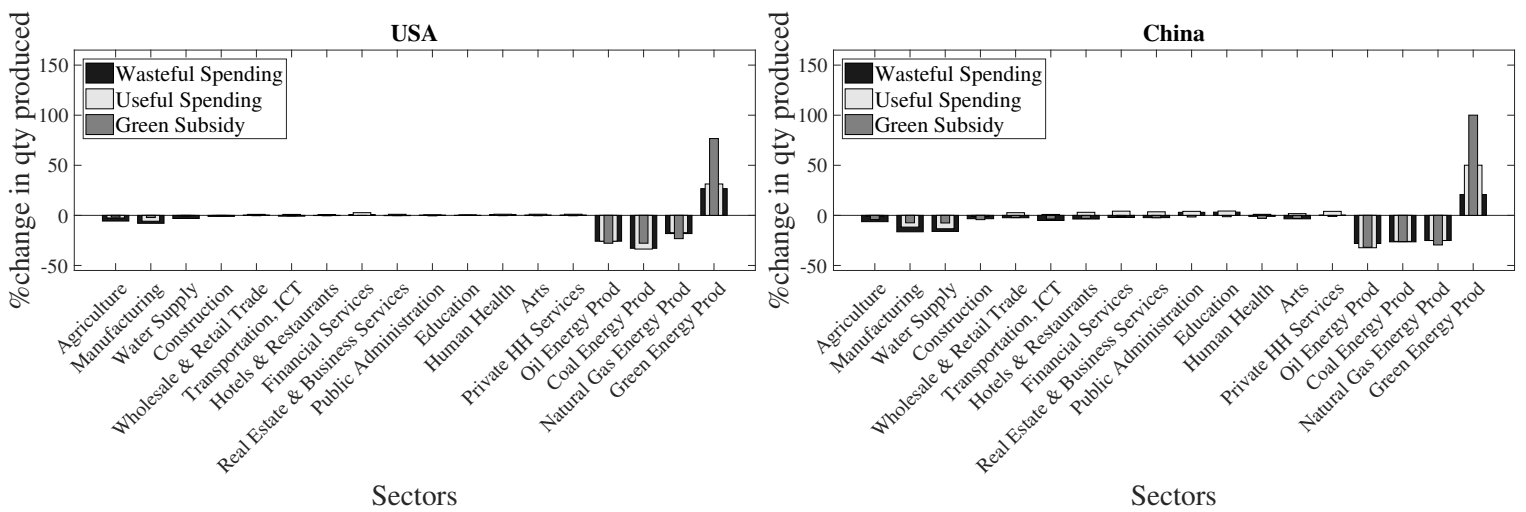 USA
%change in qty produced
150
100
50
0
-50
Wasteful Spending
Useful Spending
Green Subsidy
Agriculture
Manufacturing
Water Supply
Construction
Wholesale & Retail Trade
Transportation, ICT
Hotels & Restaurants
Financial Services
Real Estate & Business Services
Public Administration
Education
Human Health
Arts
Private HH Services
Oil Energy Prod
Coal Energy Prod
Natural Gas Energy Prod
Green Energy Prod
Sectors
China
%change in qty produced
150
100
50
0
-50
Wasteful Spending
Useful Spending
Green Subsidy
Agriculture
Manufacturing
Water Supply
Construction
Wholesale & Retail Trade
Transportation, ICT
Hotels & Restaurants
Financial Services
Real Estate & Business Services
Public Administration
Education
Human Health
Arts
Private HH Services
Oil Energy Prod
Coal Energy Prod
Natural Gas Energy Prod
Green Energy Prod
Sectors